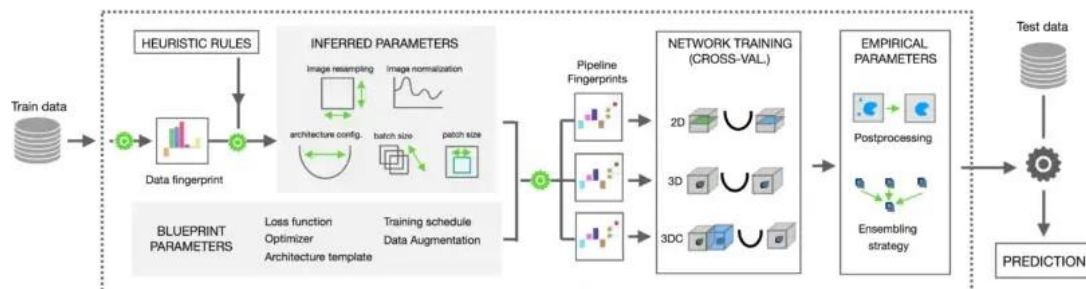 Train data
HEURISTIC RULES
Data fingerprint
INFERRED PARAMETERS
Image resampling
Image normalization
architecture config.
batch size
patch size
BLUEPRINT
PARAMETERS
Loss function
Optimizer
Architecture template
Training schedule
Data Augmentation
Pipeline
Fingerprints
NETWORK TRAINING
(CROSS-VAL.)
2D
3D
3DC
EMPIRICAL
PARAMETERS
Postprocessing
Ensembling
strategy
Test data
PREDICTION